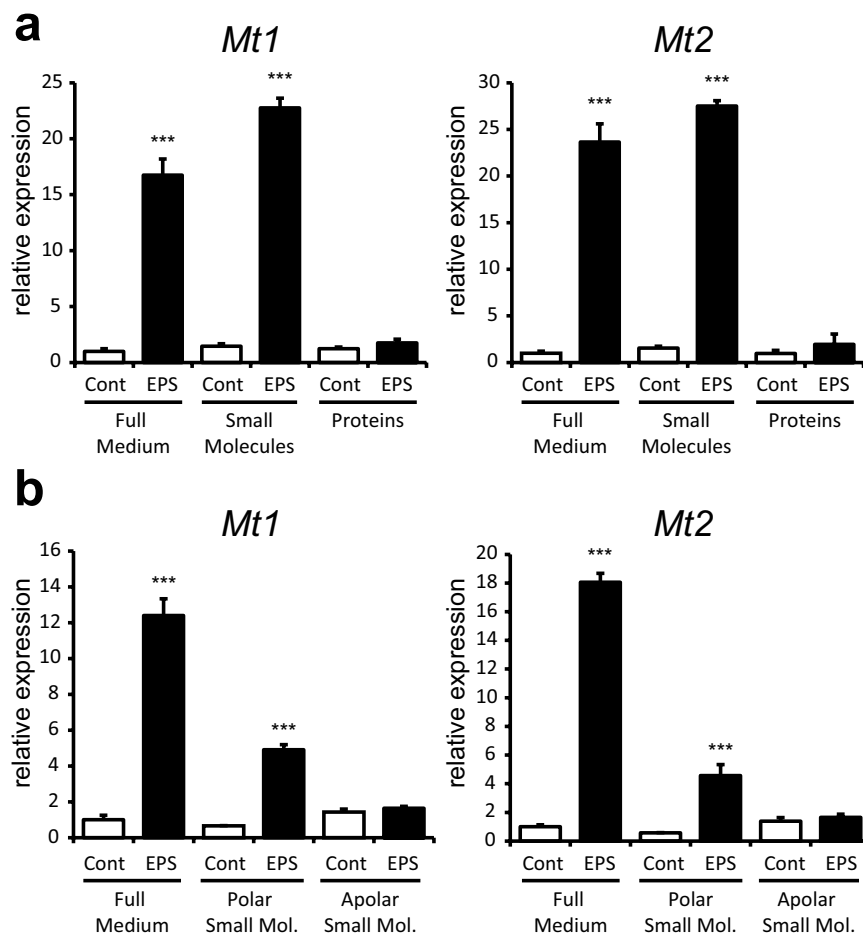 a
Mt1
Mt2
relative expression
25
20
15
10
5
0
***
***
Cont EPS Cont EPS Cont EPS
Full Medium
Small Molecules
Proteins
relative expression
30
25
20
15
10
5
0
***
***
Cont EPS Cont EPS Cont EPS
Full Medium
Small Molecules
Proteins
b
Mt1
Mt2
relative expression
16
14
12
10
8
6
4
2
0
***
***
Cont EPS Cont EPS Cont EPS
Full Medium
Polar Small Mol.
Apolar Small Mol.
relative expression
20
18
16
14
12
10
8
6
4
2
0
***
***
Cont EPS Cont EPS Cont EPS
Full Medium
Polar Small Mol.
Apolar Small Mol.